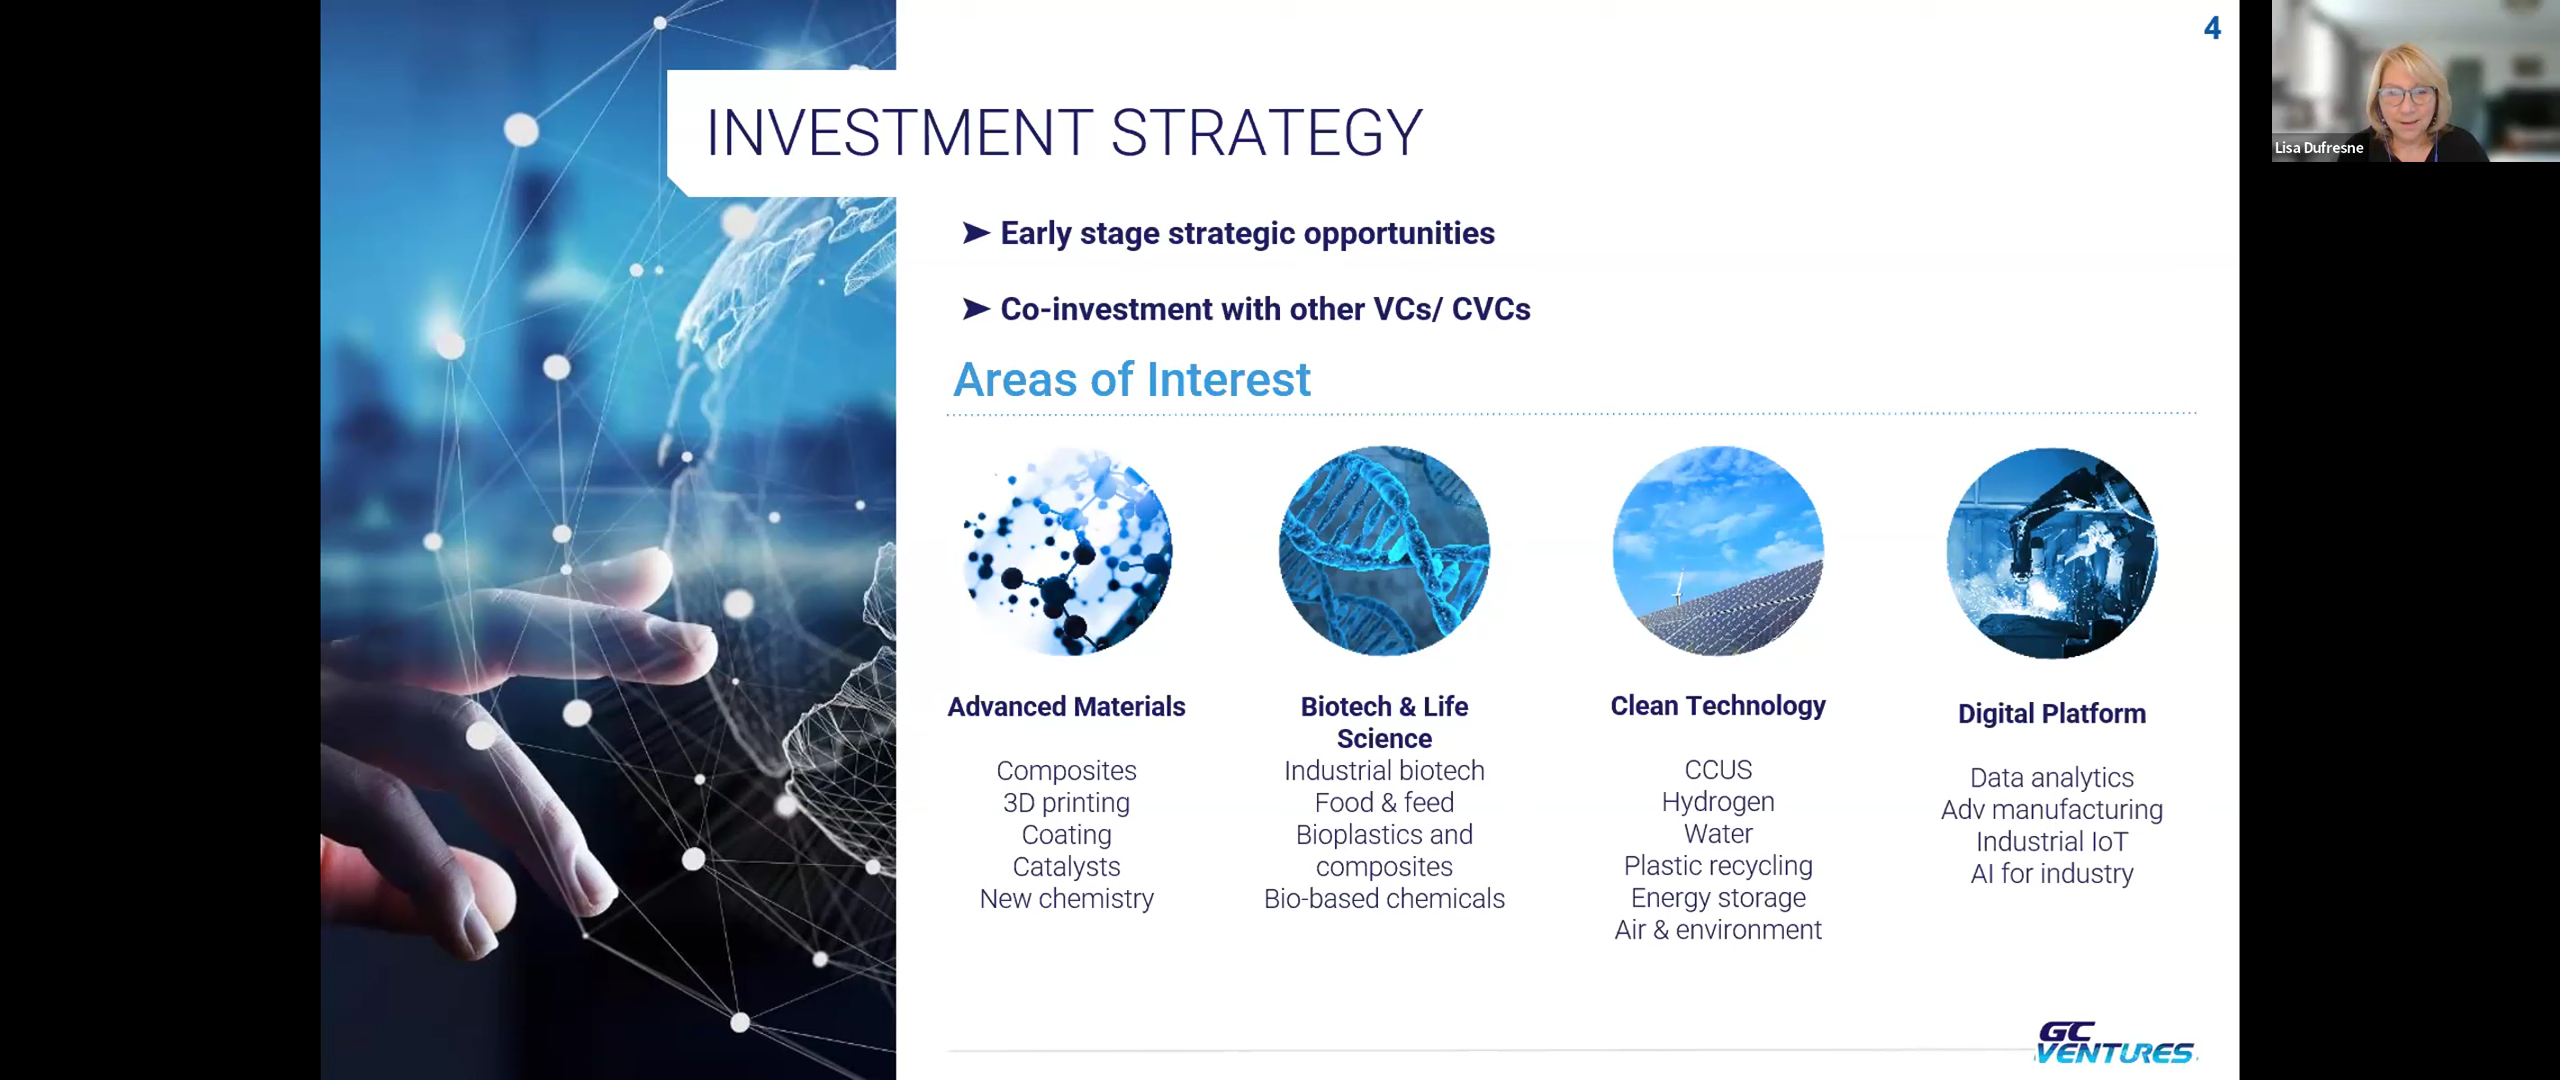 4
Lisa Dufresne
INVESTMENT STRATEGY
➤ Early stage strategic opportunities
➤ Co-investment with other VCs/ CVCs
Areas of Interest
Advanced Materials
Composites
3D printing
Coating
Catalysts
New chemistry
Biotech & Life
Science
Industrial biotech
Food & feed
Bioplastics and
composites
Bio-based chemicals
Clean Technology
CCUS
Hydrogen
Water
Plastic recycling
Energy storage
Air & environment
Digital Platform
Data analytics
Adv manufacturing
Industrial IoT
AI for industry
GC
VENTURES